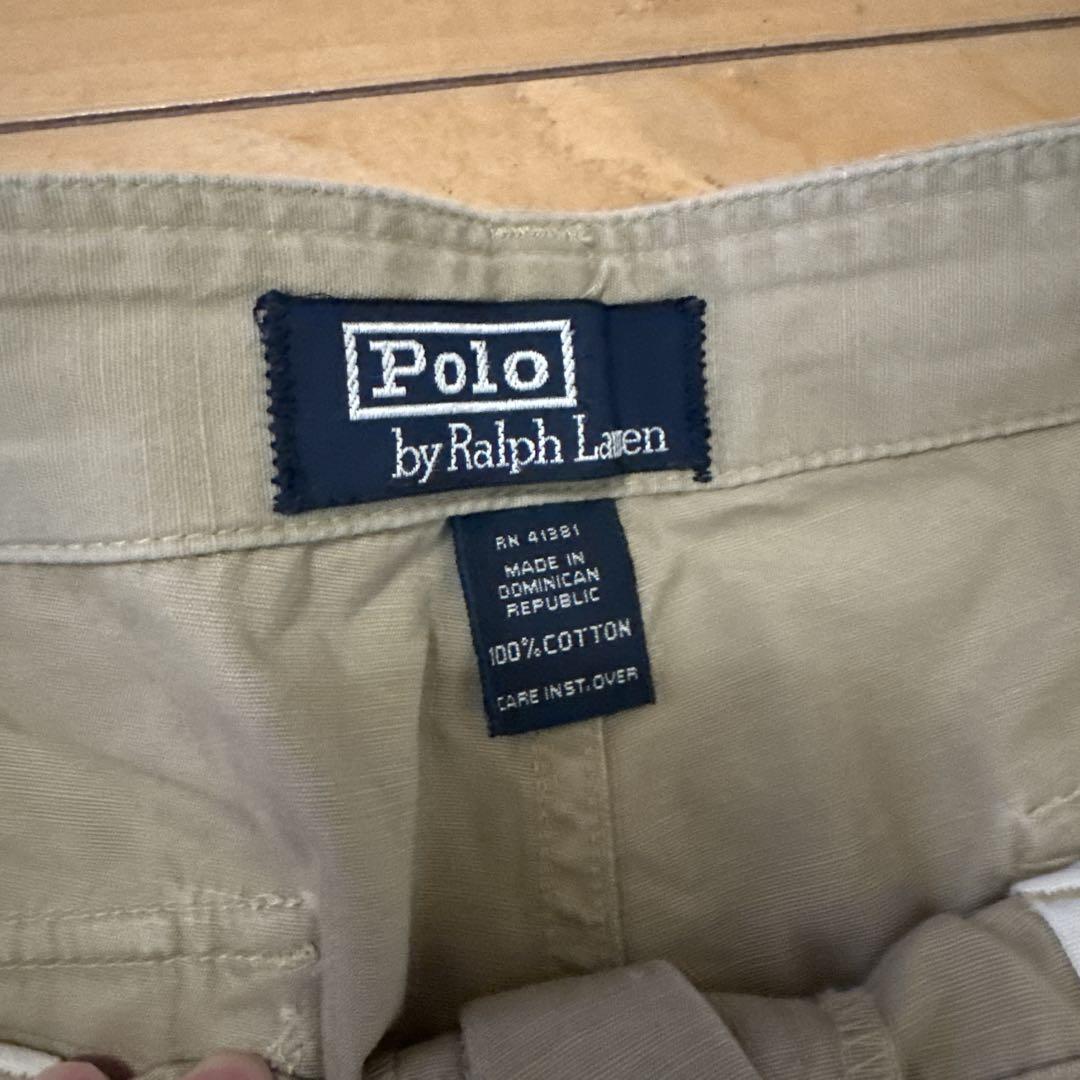 Polo
by Ralph Lauren
RN 41381
MADE IN
DOMINICAN
REPUBLIC
100% COTTON
CARE INST. OVER